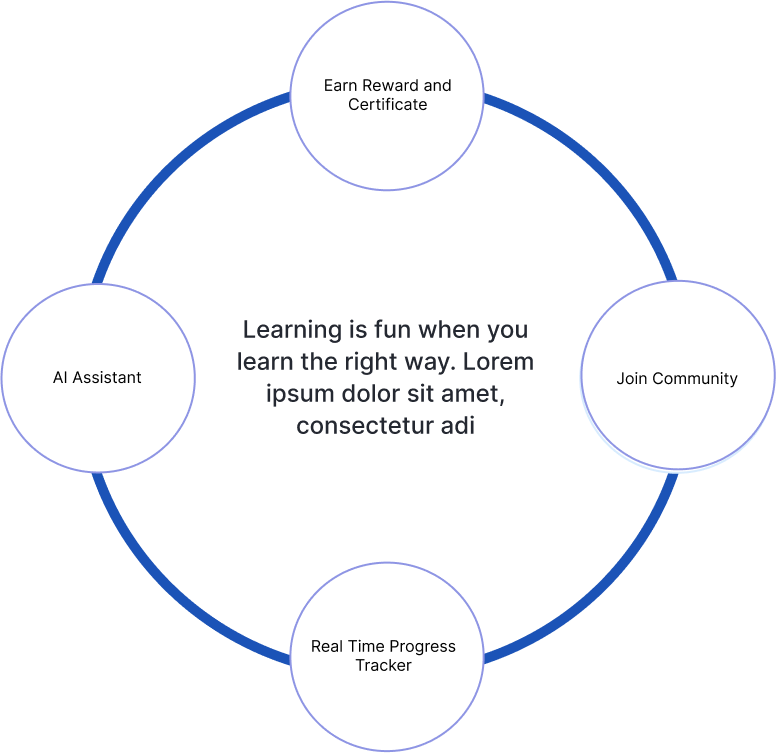 Earn Reward and
Certificate
Learning is fun when you
learn the right way. Lorem
ipsum dolor sit amet,
consectetur adi
AI Assistant
Join Community
Real Time Progress
Tracker